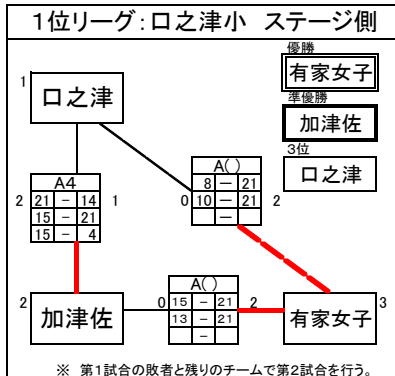 1位リーグ:口之津小 ステージ側
優勝
有家女子
準優勝
加津佐
3位
口之津
1
口之津
A4
2 21 - 14 1
15 - 21
15 - 4
A( )
8 - 21
0 10 - 21 2
-
2
加津佐
A( )
0 15 - 21 2
13 - 21
-
有家女子
3
※ 第1試合の敗者と残りのチームで第2試合を行う。